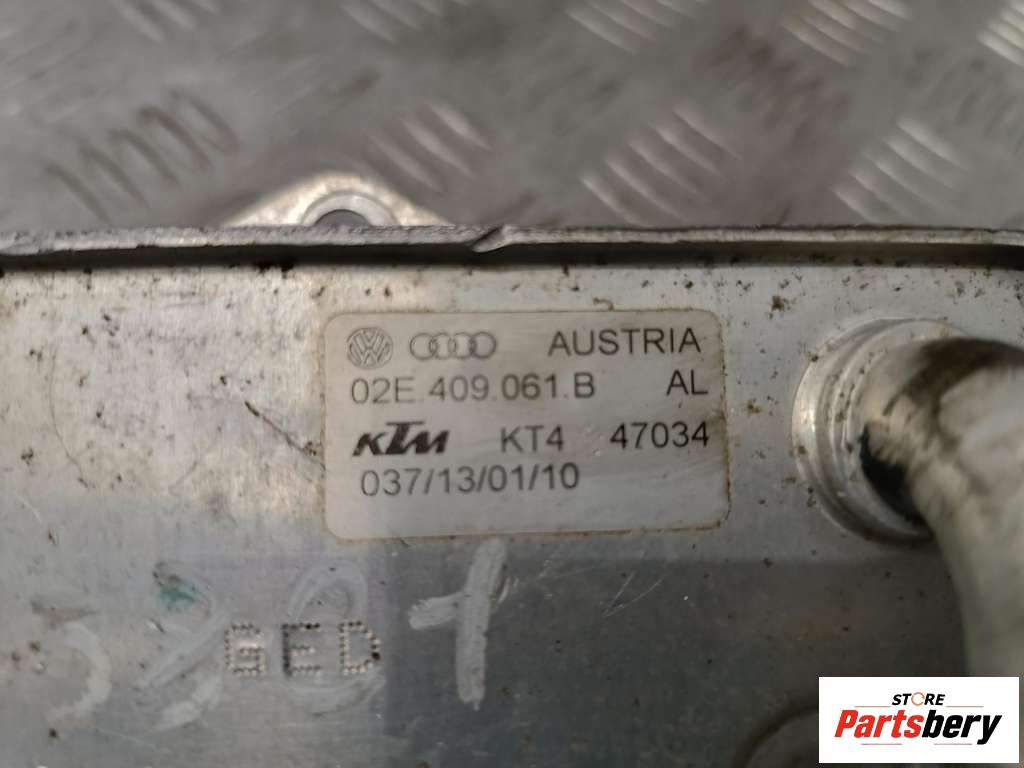 AUSTRIA
02E.409.061.B AL
KTM KT4 47034
037/13/01/10
GED
STORE
Partsbery